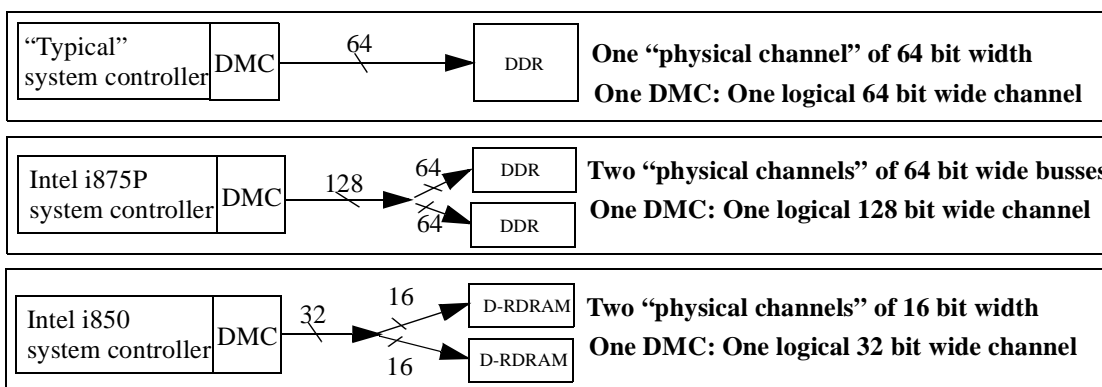 “Typical”
system controller
DMC
64
DDR
One “physical channel” of 64 bit width
One DMC: One logical 64 bit wide channel
Intel i875P
system controller
DMC
128
64
64
DDR
DDR
Two “physical channels” of 64 bit wide busses
One DMC: One logical 128 bit wide channel
Intel i850
system controller
DMC
32
16
16
D-RDRAM
D-RDRAM
Two “physical channels” of 16 bit width
One DMC: One logical 32 bit wide channel